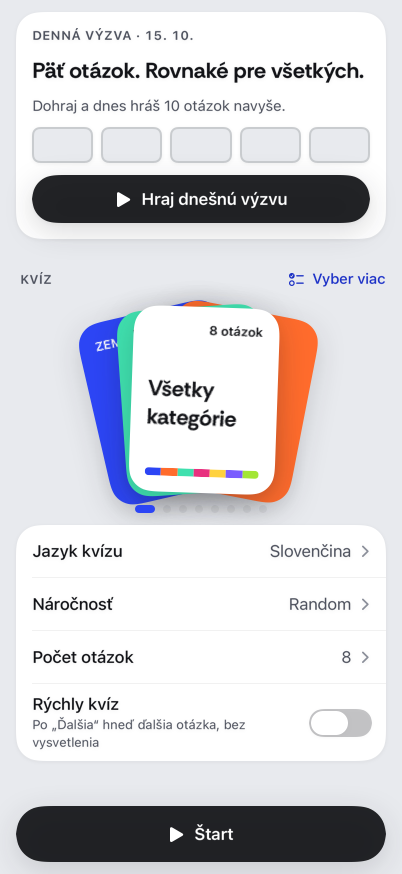 DENNÁ VÝZVA · 15. 10.
Päť otázok. Rovnaké pre všetkých.
Dohraj a dnes hráš 10 otázok navyše.
Hraj dnešnú výzvu
KVÍZ
Vyber viac
8 otázok
Všetky
kategórie
Jazyk kvízu
Slovenčina
Náročnosť
Random
Počet otázok
8
Rýchly kvíz
Po „Ďalšia“ hneď ďalšia otázka, bez
vysvetlenia
Štart